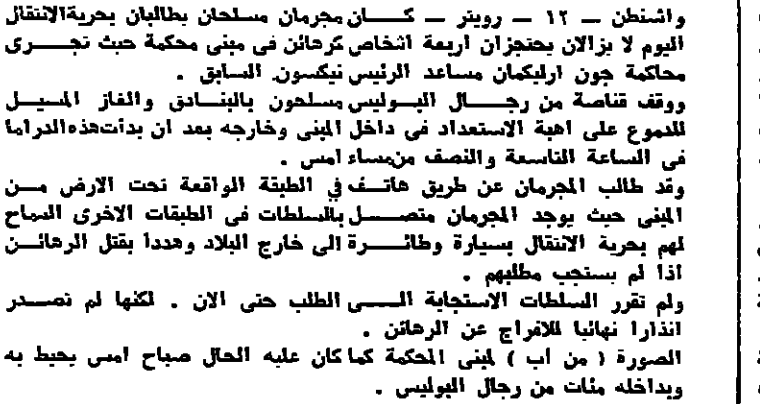 واشنطن — ١٢ — رويتر — كـــان مجرمان مسلحان يطالبان بحرية الانتقال
اليوم لا يزالان يحتجزان اربعة اشخاص كرهائن فى مبنى محكمة حيث تجـــرى
محاكمة جون ارليكمان مساعد الرئيس نيكسون السابق .
ووقف قناصة من رجـــال البـــوليس مسلحون بالبنـــادق والغاز المسيـــل
للدموع على اهبة الاستعداد فى داخل المبنى وخارجه بعد ان بدأت هذه الدراما
فى الساعة التاسعة والنصف من مساء امس .
وقد طالب المجرمان عن طريق هاتـــف في الطبقة الواقعة تحت الارض مـــن
المبنى حيث يوجد المجرمان متصـــل بالسلطات فى الطبقات الاخرى السماح
لهم بحرية الانتقال بسيارة وطائـــرة الى خارج البلاد وهددا بقتل الرهائـــن
اذا لم يستجب مطلبهم .
ولم تقرر السلطات الاستجابة الـــى الطلب حتى الان . لكنها لم تصـــدر
انذارا نهائيا للافراج عن الرهائن .
الصورة ( من اب ) لمبنى المحكمة كما كان عليه الحال صباح امس يحيط به
وبداخله مئات من رجال البوليس .